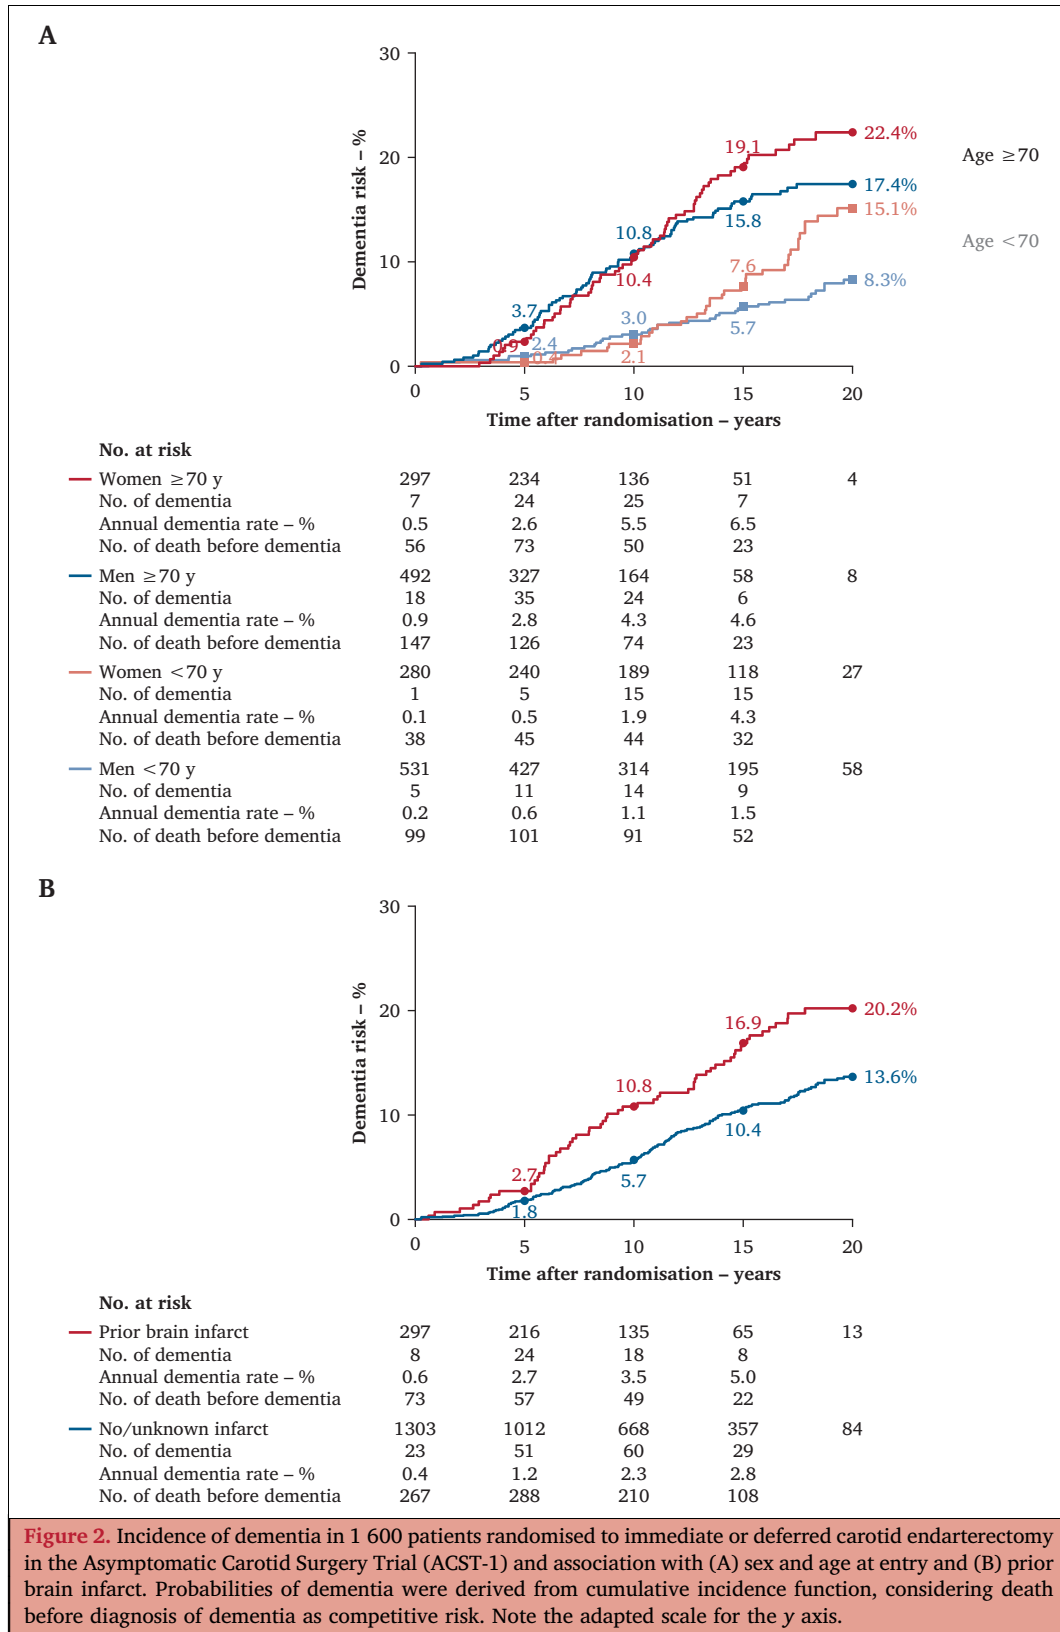 A
30
20
10
0
Dementia risk – %
19.1
22.4%
17.4%
15.8
10.8
10.4
15.1%
7.6
8.3%
5.7
3.7
0.9
2.4
0.4
3.0
2.1
Age ≥70
Age <70
0 5 10 15 20
Time after randomisation – years
No. at risk
Women ≥70 y 297 234 136 51 4
No. of dementia 7 24 25 7
Annual dementia rate – % 0.5 2.6 5.5 6.5
No. of death before dementia 56 73 50 23
Men ≥70 y 492 327 164 58 8
No. of dementia 18 35 24 6
Annual dementia rate – % 0.9 2.8 4.3 4.6
No. of death before dementia 147 126 74 23
Women <70 y 280 240 189 118 27
No. of dementia 1 5 15 15
Annual dementia rate – % 0.1 0.5 1.9 4.3
No. of death before dementia 38 45 44 32
Men <70 y 531 427 314 195 58
No. of dementia 5 11 14 9
Annual dementia rate – % 0.2 0.6 1.1 1.5
No. of death before dementia 99 101 91 52
B
30
20
10
0
Dementia risk – %
20.2%
16.9
13.6%
10.8
10.4
5.7
2.7
1.8
0 5 10 15 20
Time after randomisation – years
No. at risk
Prior brain infarct 297 216 135 65 13
No. of dementia 8 24 18 8
Annual dementia rate – % 0.6 2.7 3.5 5.0
No. of death before dementia 73 57 49 22
No/unknown infarct 1303 1012 668 357 84
No. of dementia 23 51 60 29
Annual dementia rate – % 0.4 1.2 2.3 2.8
No. of death before dementia 267 288 210 108
Figure 2. Incidence of dementia in 1 600 patients randomised to immediate or deferred carotid endarterectomy
in the Asymptomatic Carotid Surgery Trial (ACST-1) and association with (A) sex and age at entry and (B) prior
brain infarct. Probabilities of dementia were derived from cumulative incidence function, considering death
before diagnosis of dementia as competitive risk. Note the adapted scale for the y axis.